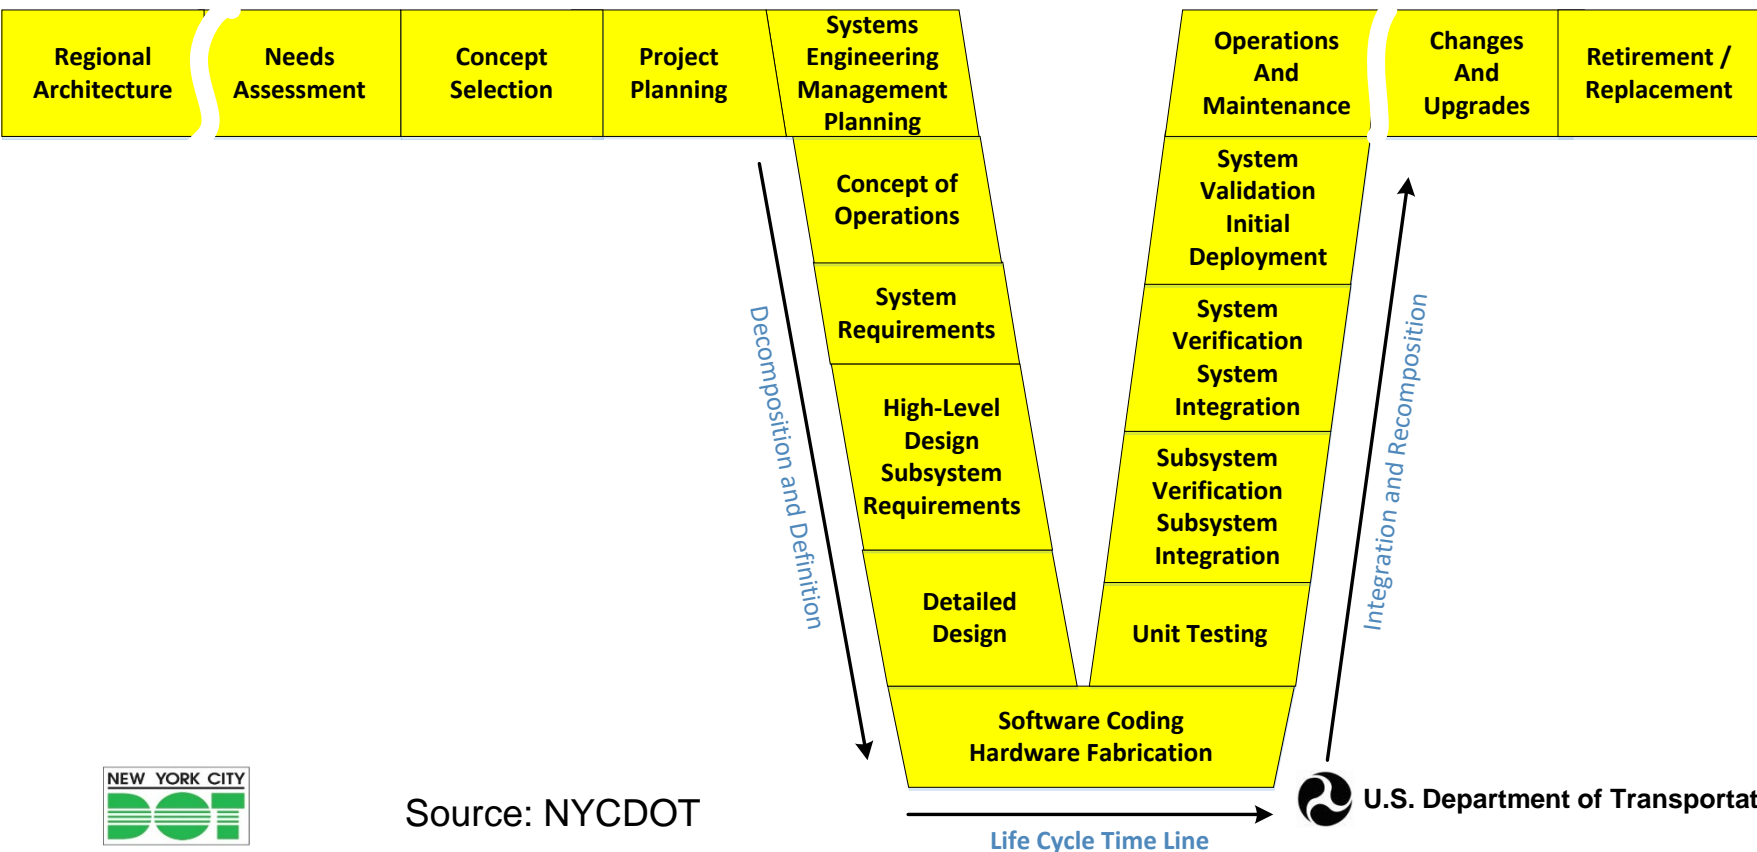 Regional
Architecture
Needs
Assessment
Concept
Selection
Project
Planning
Systems
Engineering
Management
Planning
Operations
And
Maintenance
Changes
And
Upgrades
Retirement /
Replacement
Concept of
Operations
System
Requirements
High-Level
Design
Subsystem
Requirements
Detailed
Design
Software Coding
Hardware Fabrication
Unit Testing
Subsystem
Verification
Subsystem
Integration
System
Verification
System
Integration
System
Validation
Initial
Deployment
Decomposition and Definition
Integration and Recomposition
Life Cycle Time Line
NEW YORK CITY
DOT
Source: NYCDOT
U.S. Department of Transportat